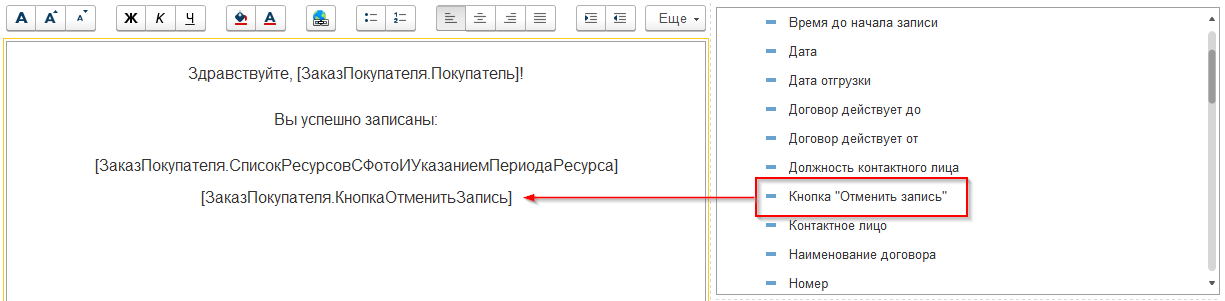 А А А Ж К Ч А Еще
Здравствуйте, [ЗаказПокупателя.Покупатель]!
Вы успешно записаны:
[ЗаказПокупателя.СписокРесурсовСФотоИУказаниемПериодаРесурса]
[ЗаказПокупателя.КнопкаОтменитьЗапись]
Время до начала записи
Дата
Дата отгрузки
Договор действует до
Договор действует от
Должность контактного лица
Кнопка "Отменить запись"
Контактное лицо
Наименование договора
Номер